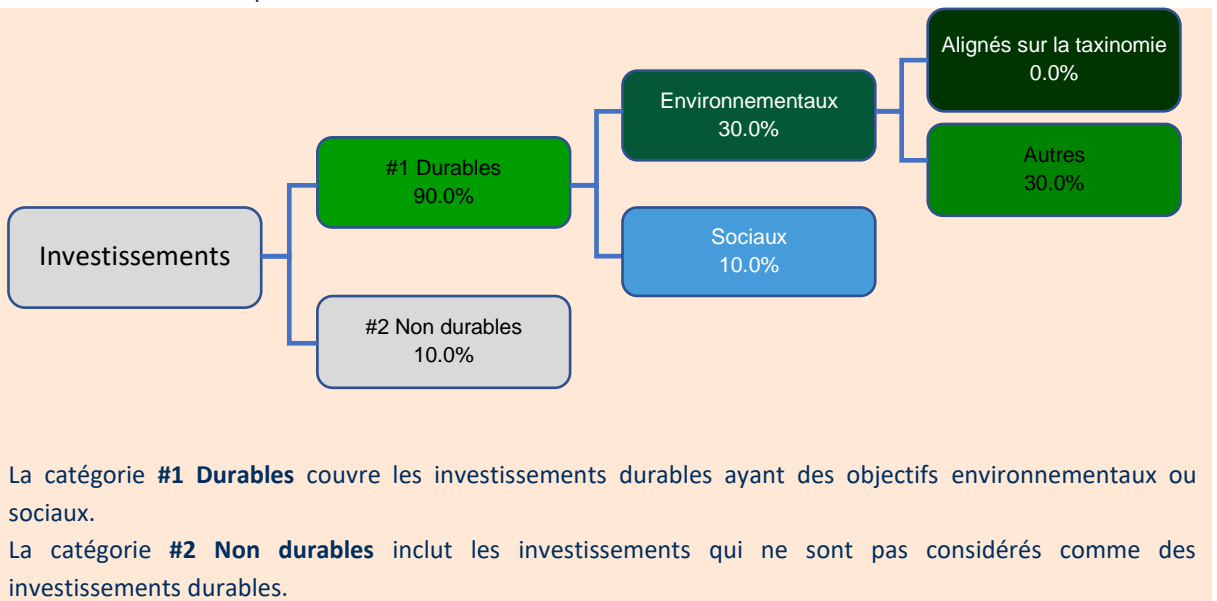 Alignés sur la taxinomie
0.0%
Environnementaux
30.0%
Autres
30.0%
#1 Durables
90.0%
Sociaux
10.0%
Investissements
#2 Non durables
10.0%
La catégorie #1 Durables couvre les investissements durables ayant des objectifs environnementaux ou
sociaux.
La catégorie #2 Non durables inclut les investissements qui ne sont pas considérés comme des
investissements durables.